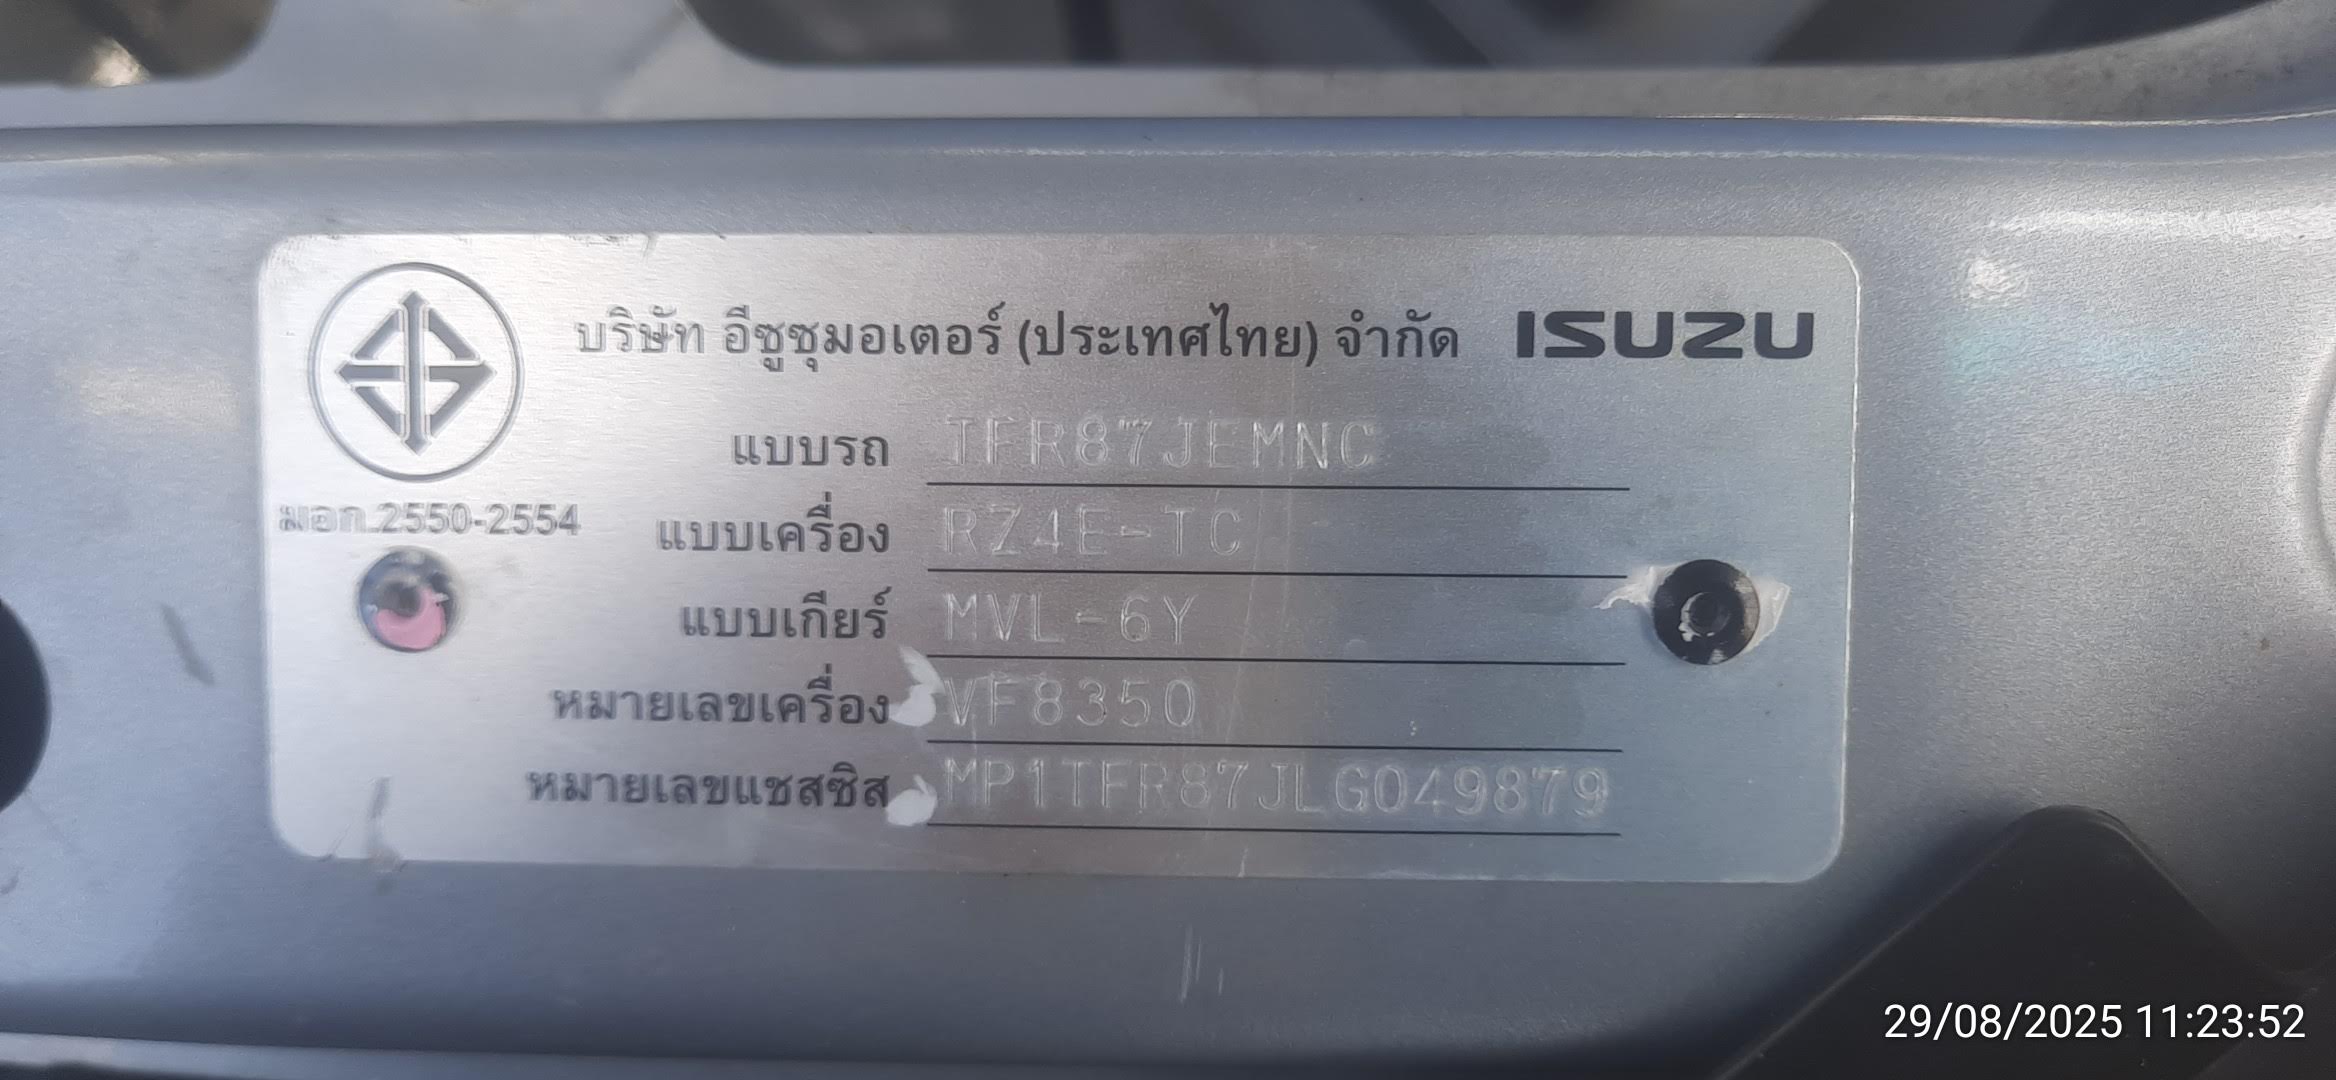 บริษัท อีซูซุมอเตอร์ (ประเทศไทย) จำกัด ISUZU
แบบรถ TFR87JEMNC
มอก.2550-2554
แบบเครื่อง RZ4E-TC
แบบเกียร์ MVL-6Y
หมายเลขเครื่อง VF8350
หมายเลขแชสซิส MP1TFR87JLG049879
29/08/2025 11:23:52